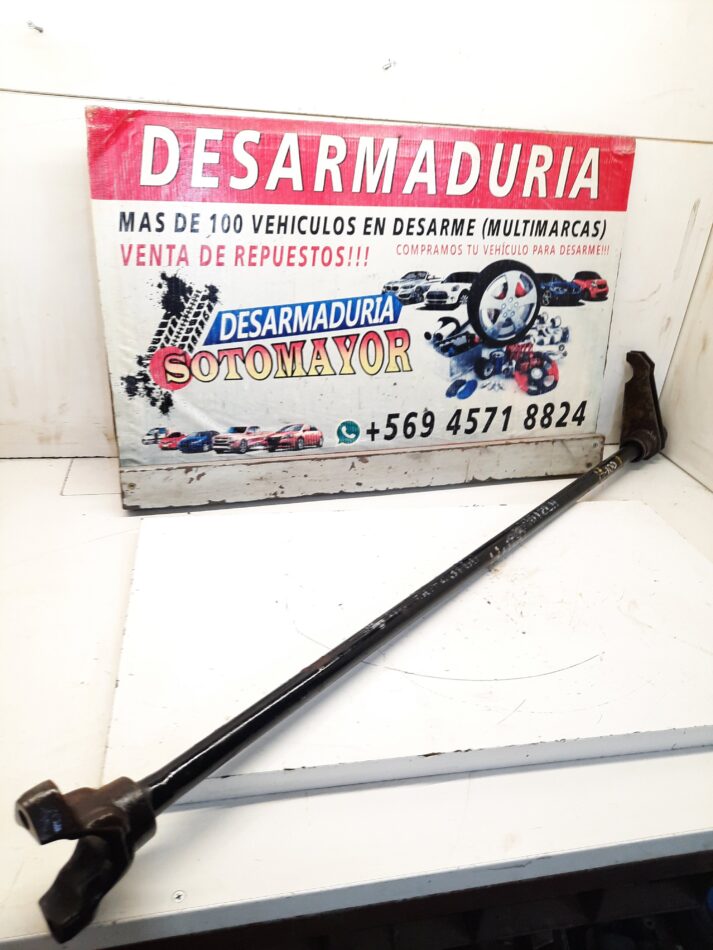 DESARMADURIA
MAS DE 100 VEHICULOS EN DESARME (MULTIMARCAS)
VENTA DE REPUESTOS!!! COMPRAMOS TU VEHÍCULO PARA DESARME!!!
DESARMADURIA
SOTOMAYOR
+569 4571 8824